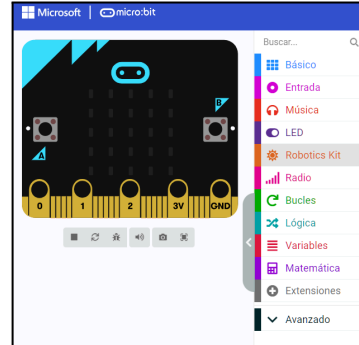 Microsoft | micro:bit
Buscar...
Básico
Entrada
Música
LED
Robotics Kit
Radio
Bucles
Lógica
Variables
Matemática
Extensiones
Avanzado
B
A
0 1 2 3V GND